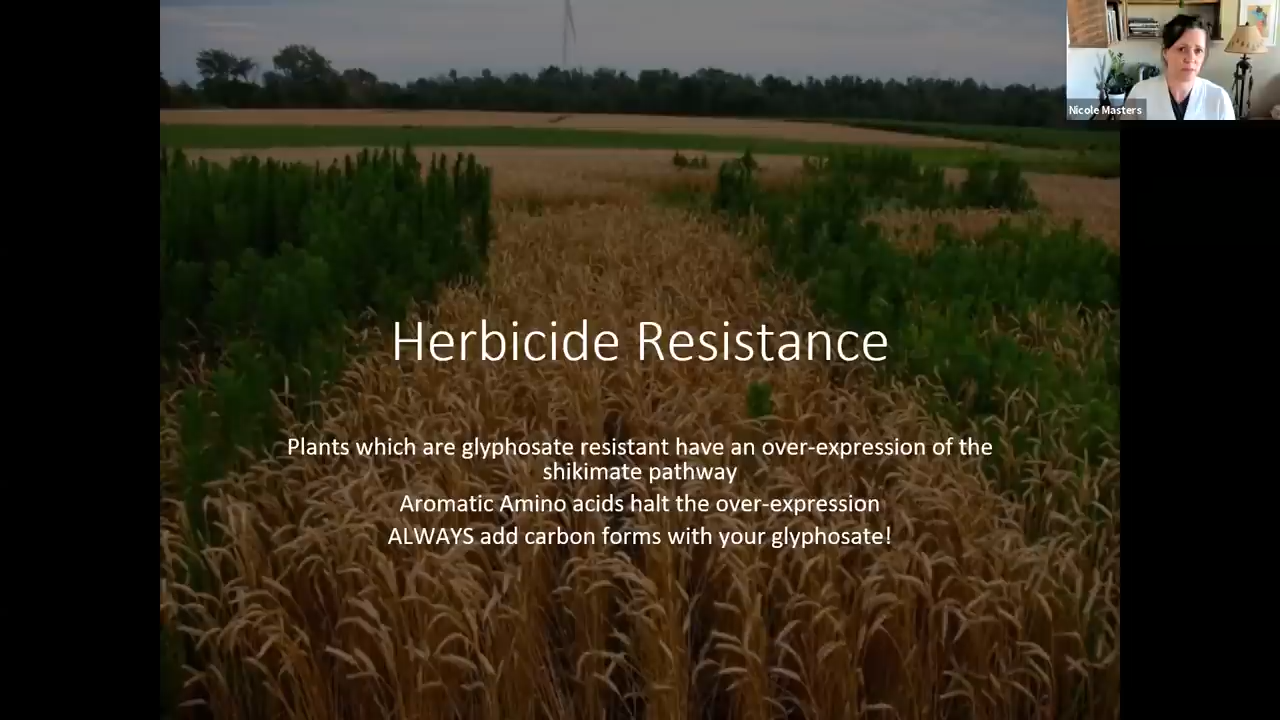 Nicole Masters
Herbicide Resistance
Plants which are glyphosate resistant have an over-expression of the
shikimate pathway
Aromatic Amino acids halt the over-expression
ALWAYS add carbon forms with your glyphosate!